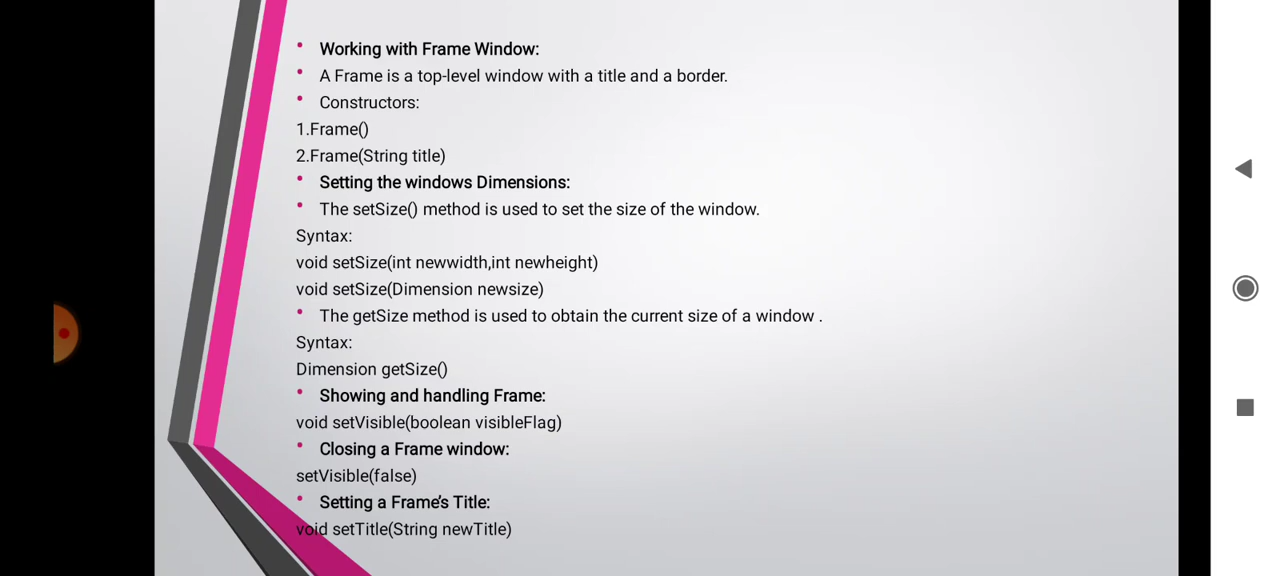 • Working with Frame Window:
• A Frame is a top-level window with a title and a border.
• Constructors:
1.Frame()
2.Frame(String title)
• Setting the windows Dimensions:
• The setSize() method is used to set the size of the window.
Syntax:
void setSize(int newwidth,int newheight)
void setSize(Dimension newsize)
• The getSize method is used to obtain the current size of a window .
Syntax:
Dimension getSize()
• Showing and handling Frame:
void setVisible(boolean visibleFlag)
• Closing a Frame window:
setVisible(false)
• Setting a Frame’s Title:
void setTitle(String newTitle)